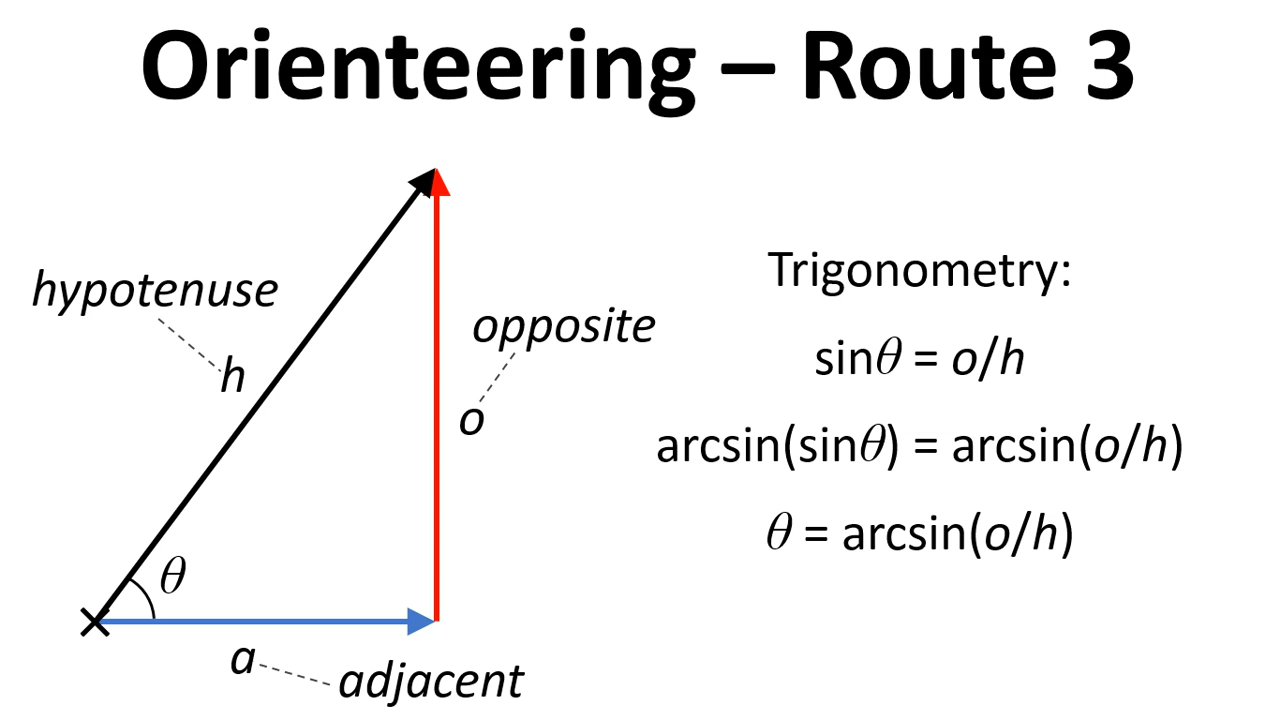 Orienteering – Route 3
hypotenuse
h
opposite
o
θ
a
adjacent
Trigonometry:
sinθ = o/h
arcsin(sinθ) = arcsin(o/h)
θ = arcsin(o/h)